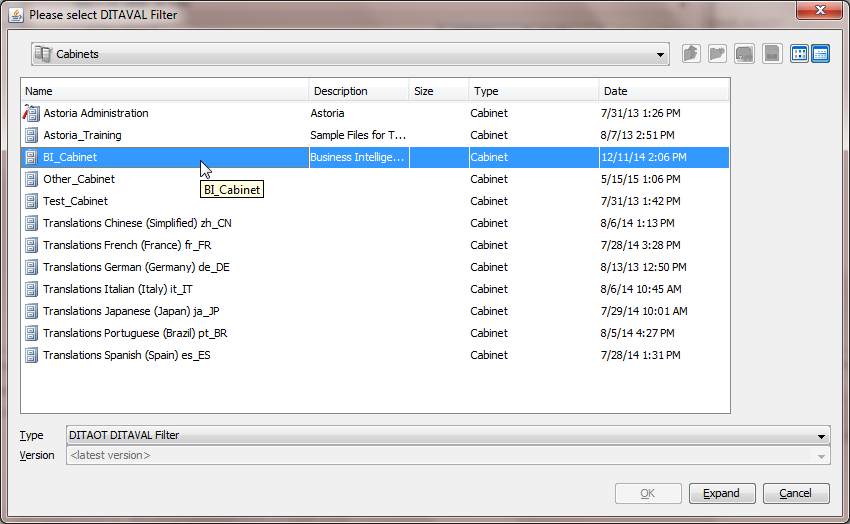 Please select DITAVAL Filter
Cabinets
Name Description Size Type Date
Astoria Administration Astoria Cabinet 7/31/13 1:26 PM
Astoria_Training Sample Files for T... Cabinet 8/7/13 2:51 PM
BI_Cabinet Business Intellige... Cabinet 12/11/14 2:06 PM
Other_Cabinet Cabinet 5/15/15 1:06 PM
BI_Cabinet
Test_Cabinet Cabinet 7/31/13 1:42 PM
Translations Chinese (Simplified) zh_CN Cabinet 8/6/14 1:13 PM
Translations French (France) fr_FR Cabinet 7/28/14 3:28 PM
Translations German (Germany) de_DE Cabinet 8/13/13 12:50 PM
Translations Italian (Italy) it_IT Cabinet 8/6/14 10:45 AM
Translations Japanese (Japan) ja_JP Cabinet 7/29/14 10:01 AM
Translations Portuguese (Brazil) pt_BR Cabinet 8/5/14 4:27 PM
Translations Spanish (Spain) es_ES Cabinet 7/28/14 1:31 PM
Type DITAOT DITAVAL Filter
Version <latest version>
OK Expand Cancel